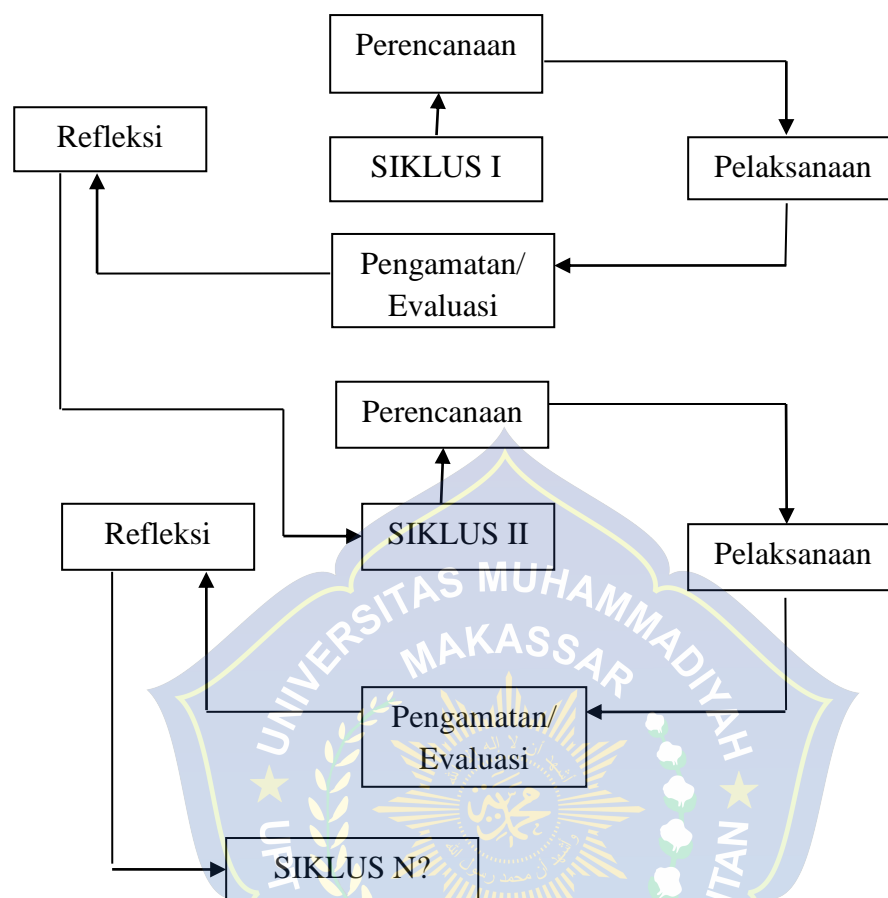 Perencanaan
Refleksi
SIKLUS I
Pelaksanaan
Pengamatan/
Evaluasi
Perencanaan
Refleksi
SIKLUS II
Pelaksanaan
UNIVERSITAS MUHAMMADIYAH
MAKASSAR
Pengamatan/
Evaluasi
SIKLUS N?